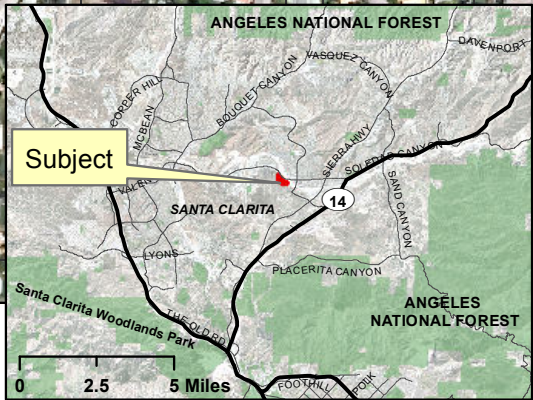 ANGELES NATIONAL FOREST
DAVENPORT
VASQUEZ CANYON
BOUQUET CANYON
COPPER HILL
MCBEAN
SIERRA HWY
SOLEDAD CANYON
Subject
VALEN
SAND CANYON
SANTA CLARITA
14
LYONS
PLACERITA CANYON
Santa Clarita Woodlands Park
THE OLD RD
ANGELES
NATIONAL FOREST
0 2.5 5 Miles
FOOTHILL
POLK